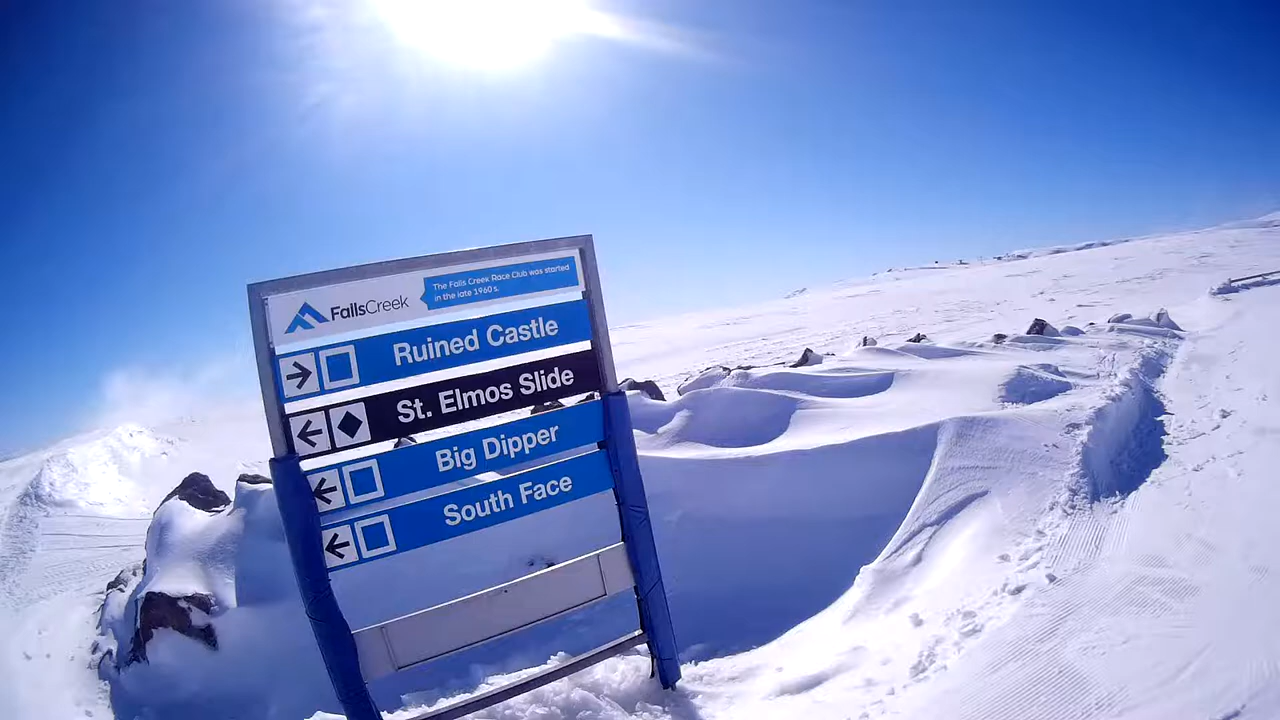 FallsCreek
The Falls Creek Race Club was started
in the late 1960's.
Ruined Castle
St. Elmos Slide
Big Dipper
South Face